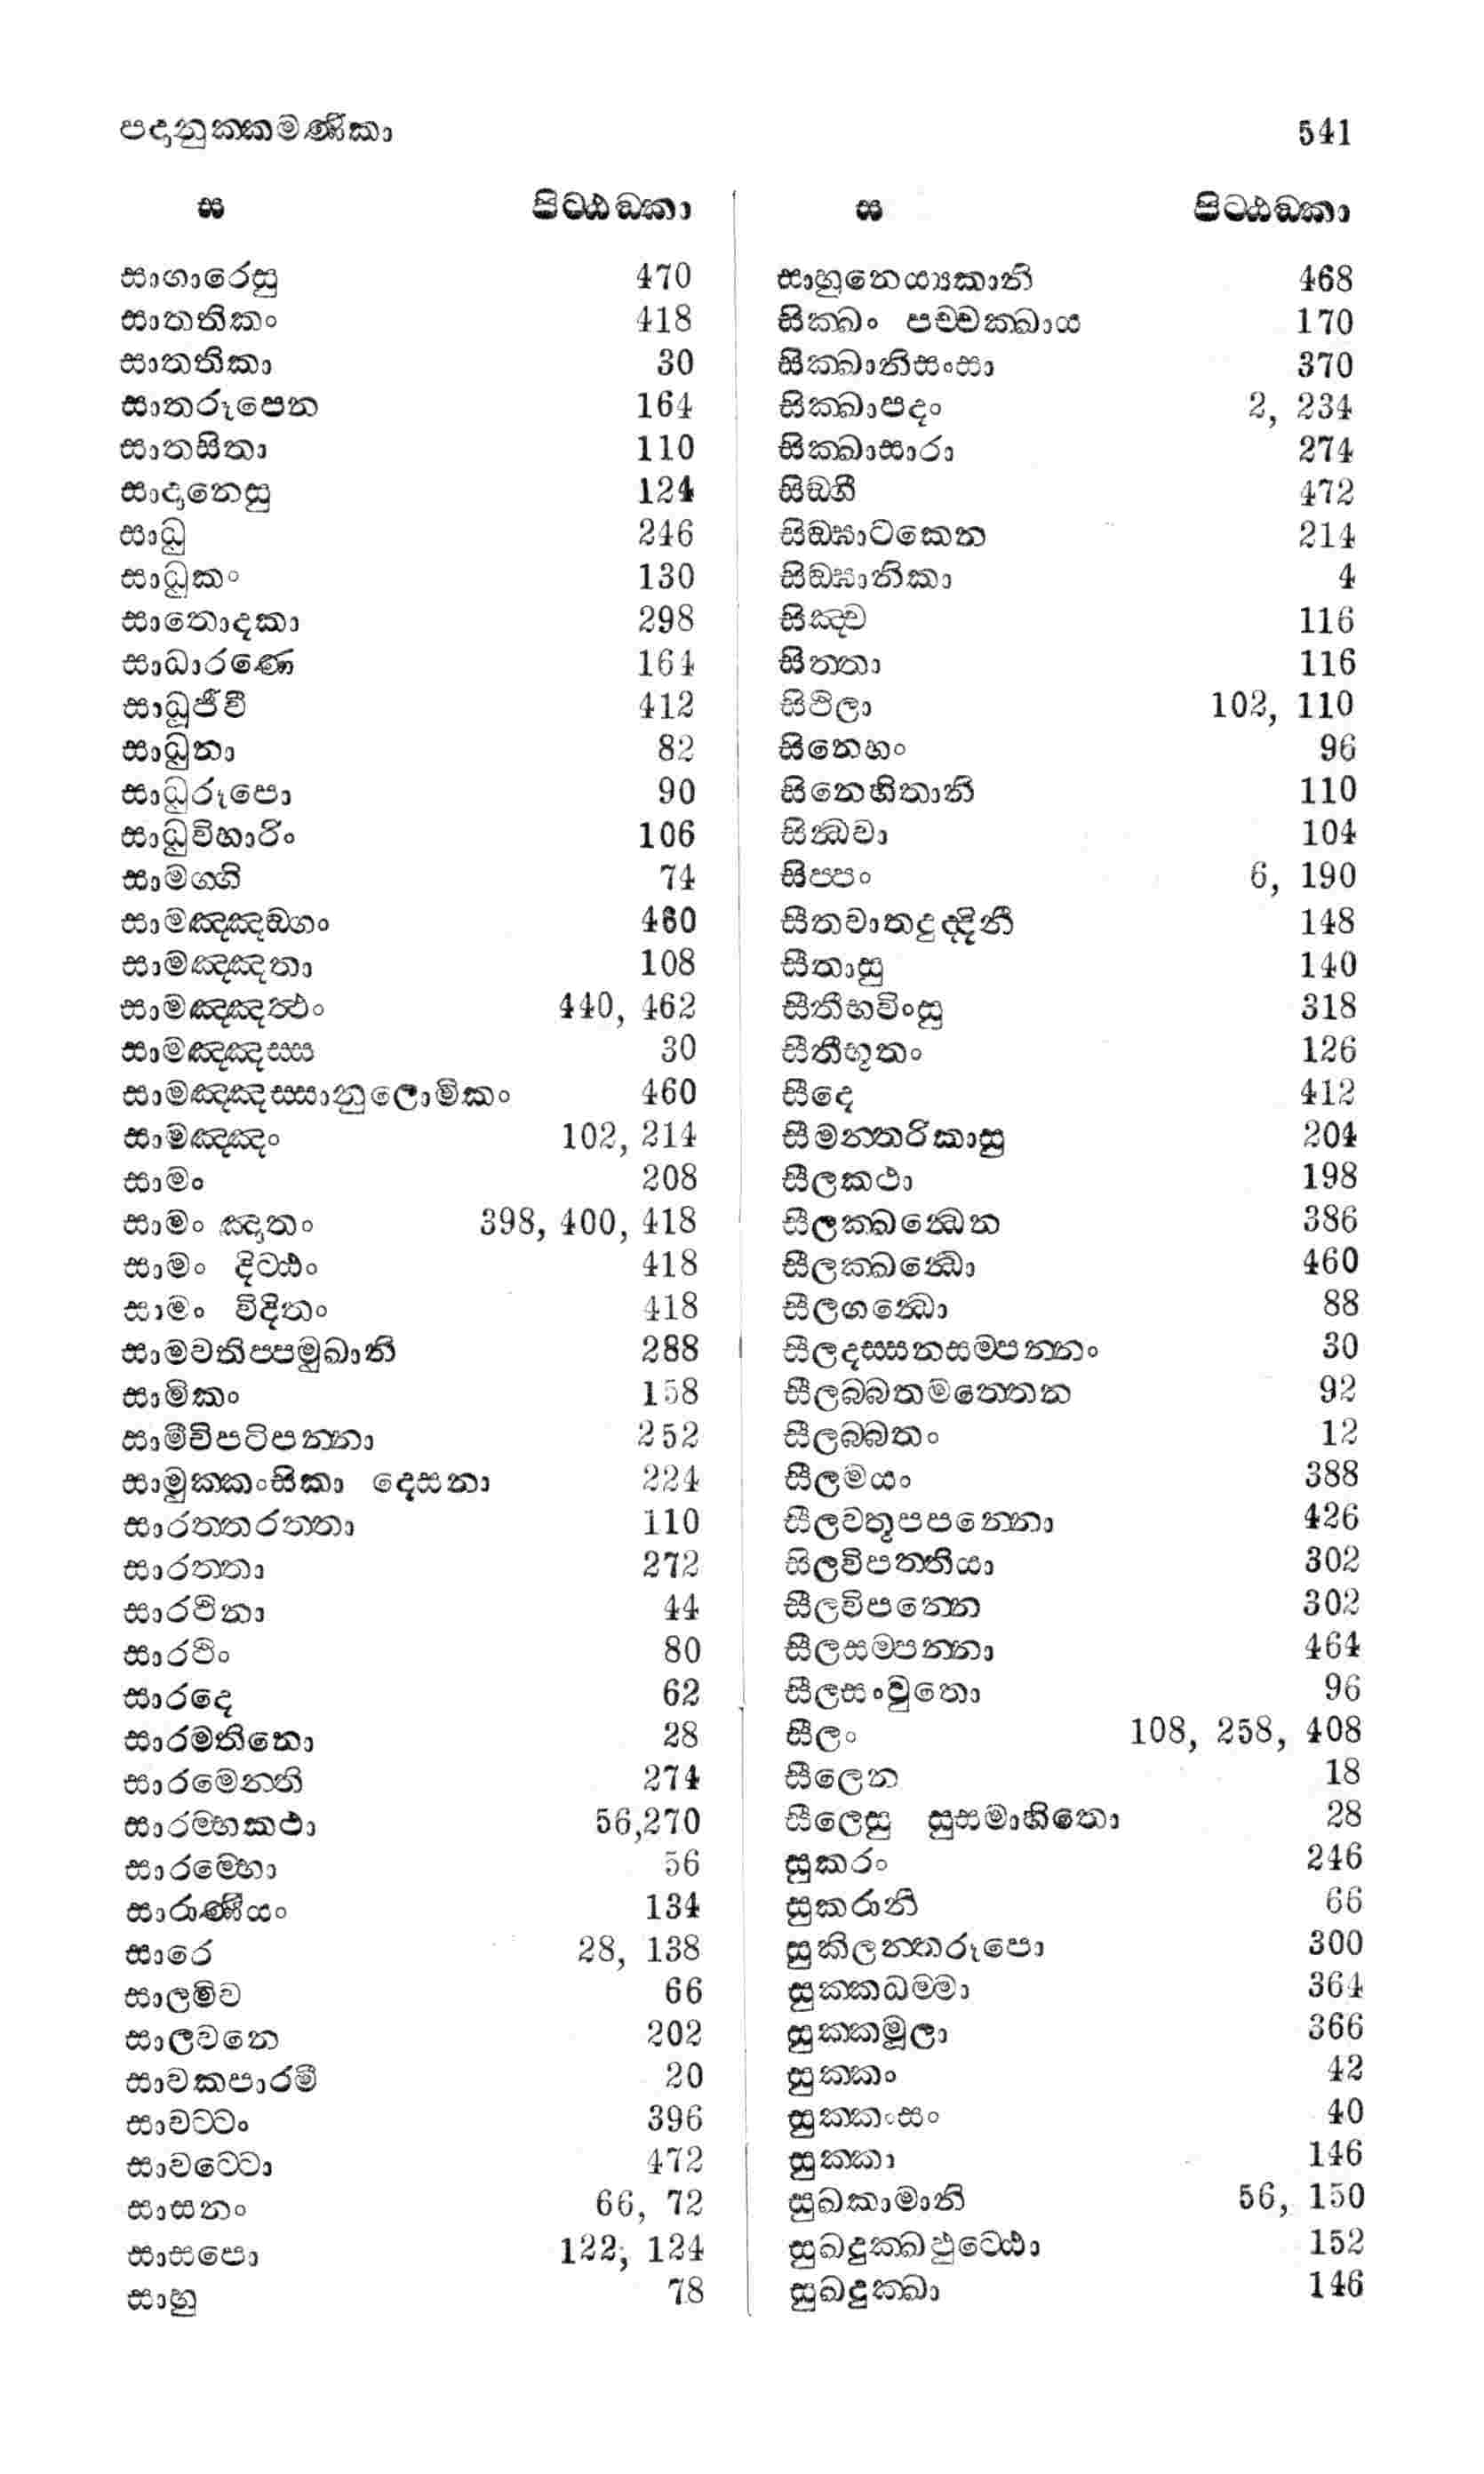 පදානුක්කමණිකා 541
ස පිට්ඨඞ්කා
සාගාරෙසු 470
සාතතිකං 418
සාතතිකා 30
සාතරූපෙන 164
සාතසිතා 110
සාදානෙසු 124
සාධු 246
සාධුකං 130
සාතොදකා 298
සාධාරණෙ 164
සාධුජීවී 412
සාධුනා 82
සාධුරූපො 90
සාධුවිහාරිං 106
සාමග්ගි 74
සාමඤ්ඤඞ්ගං 460
සාමඤ්ඤතා 108
සාමඤ්ඤත්ථං 440, 462
සාමඤ්ඤස්ස 30
සාමඤ්ඤස්සානුලොමිකං 460
සාමඤ්ඤං 102, 214
සාමං 208
සාමං ඤාතං 398, 400, 418
සාමං දිට්ඨං 418
සාමං විදිතං 418
සාමවතිප්පමුඛානි 288
සාමිකං 158
සාමීචිපටිපන්නා 252
සාමුක්කංසිකා දෙසනා 224
සාරත්තරත්තා 110
සාරත්තා 272
සාරථිනා 44
සාරථිං 80
සාරදෙ 62
සාරමතිනො 28
සාරමෙන්ති 274
සාරම්භකථා 56,270
සාරම්භො 56
සාරාණීයං 134
සාරෙ 28, 138
සාලමිව 66
සාලවනෙ 202
සාවකපාරමී 20
සාවට්ටං 396
සාවට්ටො 472
සාසනං 66, 72
සාසපො 122, 124
සාහු 78
ස පිට්ඨඞ්කා
සාහුනෙය්‍යකානි 468
සික්ඛං පච්චක්ඛාය 170
සික්ඛානිසංසා 370
සික්ඛාපදං 2, 234
සික්ඛාසාරා 274
සිඞ්ගී 472
සිඞ්ඝාටකෙන 214
සිඞ්ඝානිකා 4
සිඤ්ච 116
සිත්තා 116
සිථිලා 102, 110
සිනෙහං 96
සිනෙහිතානි 110
සින්ධවා 104
සිප්පං 6, 190
සීතවාතදුද්දිනී 148
සීතාසු 140
සීතීභවිංසු 318
සීතීභූතං 126
සීදෙ 412
සීමන්තරිකාසු 204
සීලකථා 198
සීලක්ඛන්ධෙන 386
සීලක්ඛන්ධො 460
සීලගන්ධො 88
සීලදස්සනසම්පන්නං 30
සීලබ්බතමත්තෙන 92
සීලබ්බතං 12
සීලමයං 388
සීලවතූපපන්නො 426
සිලවිපත්තියා 302
සීලවිපන්නෙ 302
සීලසම්පන්නා 464
සීලසංවුතො 96
සීලං 108, 258, 408
සීලෙන 18
සීලෙසු සුසමාහිතො 28
සුකරං 246
සුකරානි 66
සුකිලන්තරූපො 300
සුක්කධම්මා 364
සුක්කමූලා 366
සුක්කං 42
සුක්කංසං 40
සුක්කා 146
සුඛකාමානි 56, 150
සුඛදුක්ඛඵුට්ඨො 152
සුඛදුක්ඛා 146